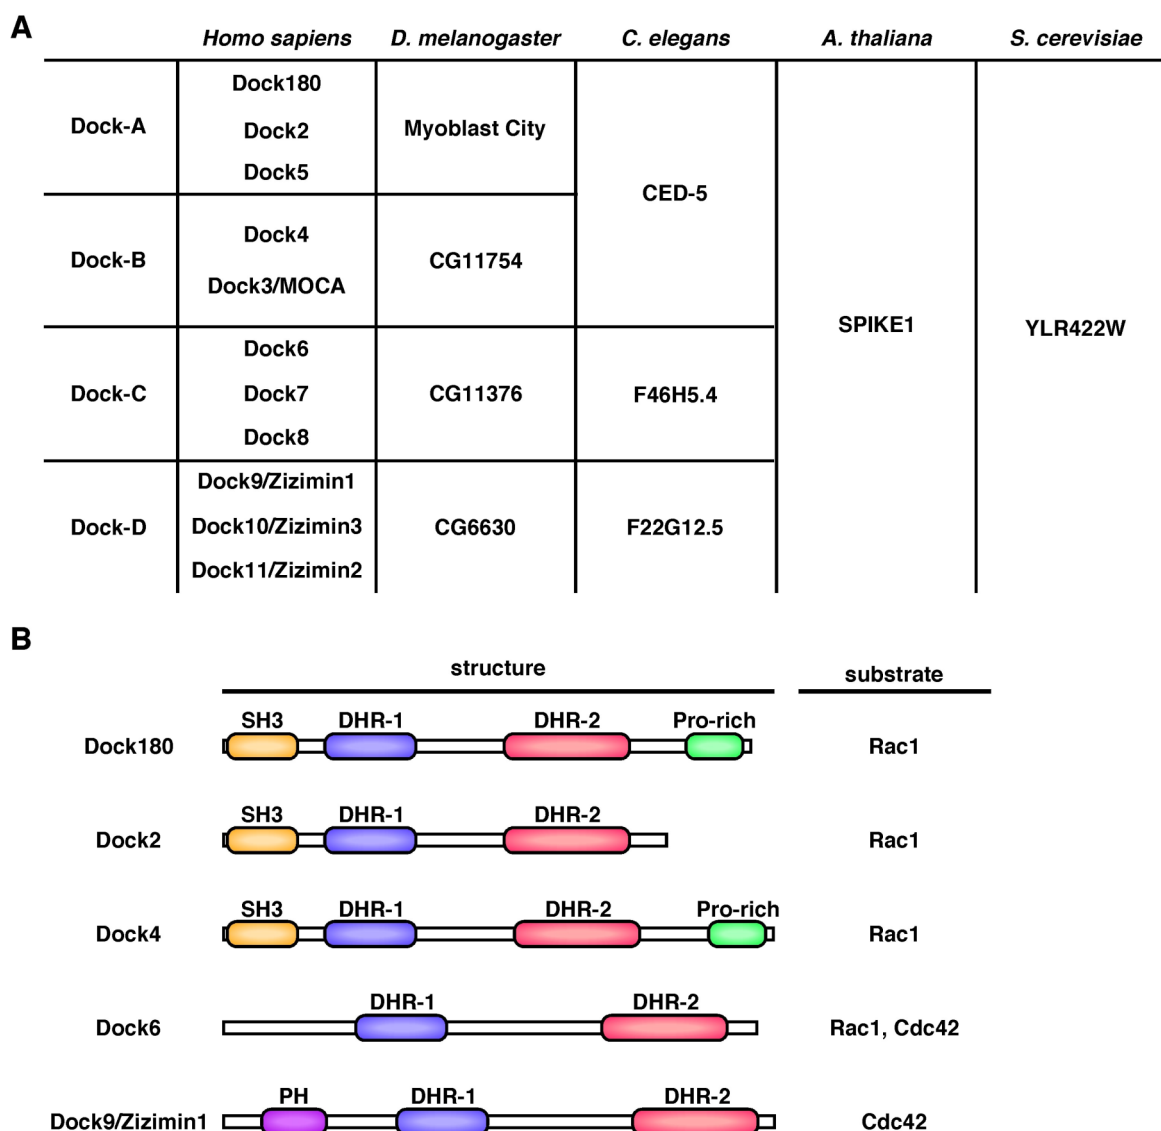 A
Homo sapiens D. melanogaster C. elegans A. thaliana S. cerevisiae
Dock-A
Dock180
Dock2
Dock5
Myoblast City
CED-5
SPIKE1
YLR422W
Dock-B
Dock4
Dock3/MOCA
CG11754
Dock-C
Dock6
Dock7
Dock8
CG11376
F46H5.4
Dock-D
Dock9/Zizimin1
Dock10/Zizimin3
Dock11/Zizimin2
CG6630
F22G12.5
B
structure substrate
SH3 DHR-1 DHR-2 Pro-rich
Dock180 Rac1
SH3 DHR-1 DHR-2
Dock2 Rac1
SH3 DHR-1 DHR-2 Pro-rich
Dock4 Rac1
DHR-1 DHR-2
Dock6 Rac1, Cdc42
PH DHR-1 DHR-2
Dock9/Zizimin1 Cdc42